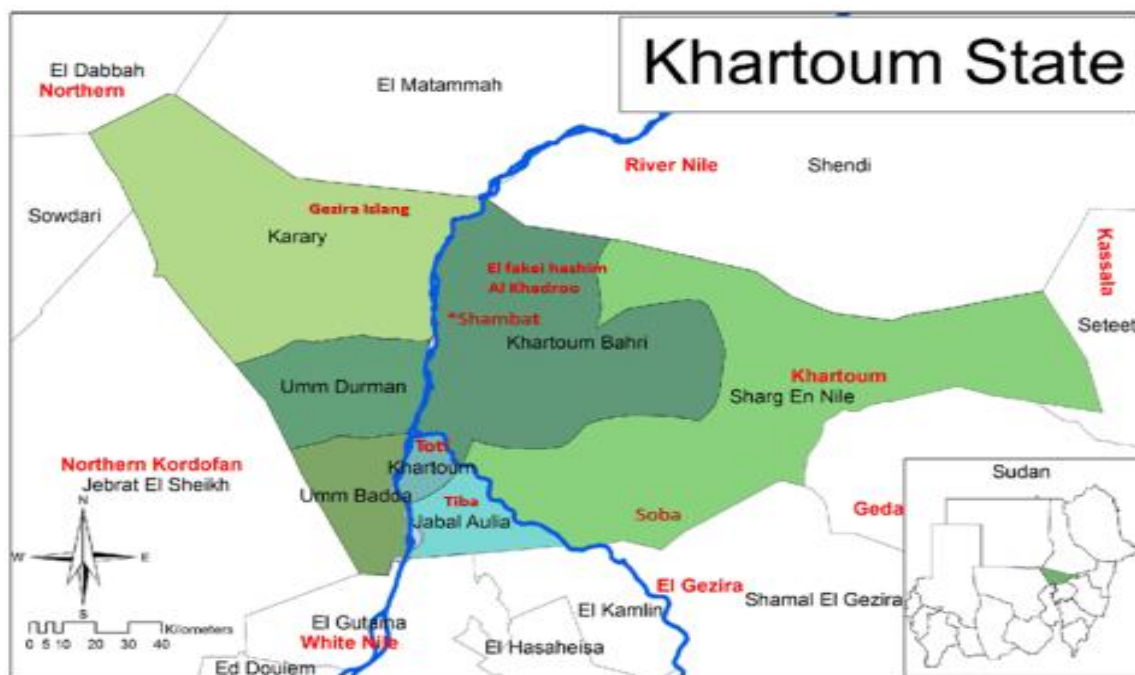 Khartoum State
El Dabbah
Northern
El Matammah
River Nile
Shendi
Sowdari
Gezira Islang
Karary
Kassala
Seteet
El fakei hashim
Al Khadroo
*Shambat
Khartoum Bahri
Umm Durman
Khartoum
Sharg En Nile
Northern Kordofan
Jebrat El Sheikh
Toti
Khartoum
Umm Badda
Tiba
Jabal Aulia
Soba
Sudan
Geda
N
W
E
S
El Gezira
Shamal El Gezira
El Kamlin
El Gutaina
White Nile
El Hasaheisa
Ed Douiem
Kilometers
0 5 10 20 30 40